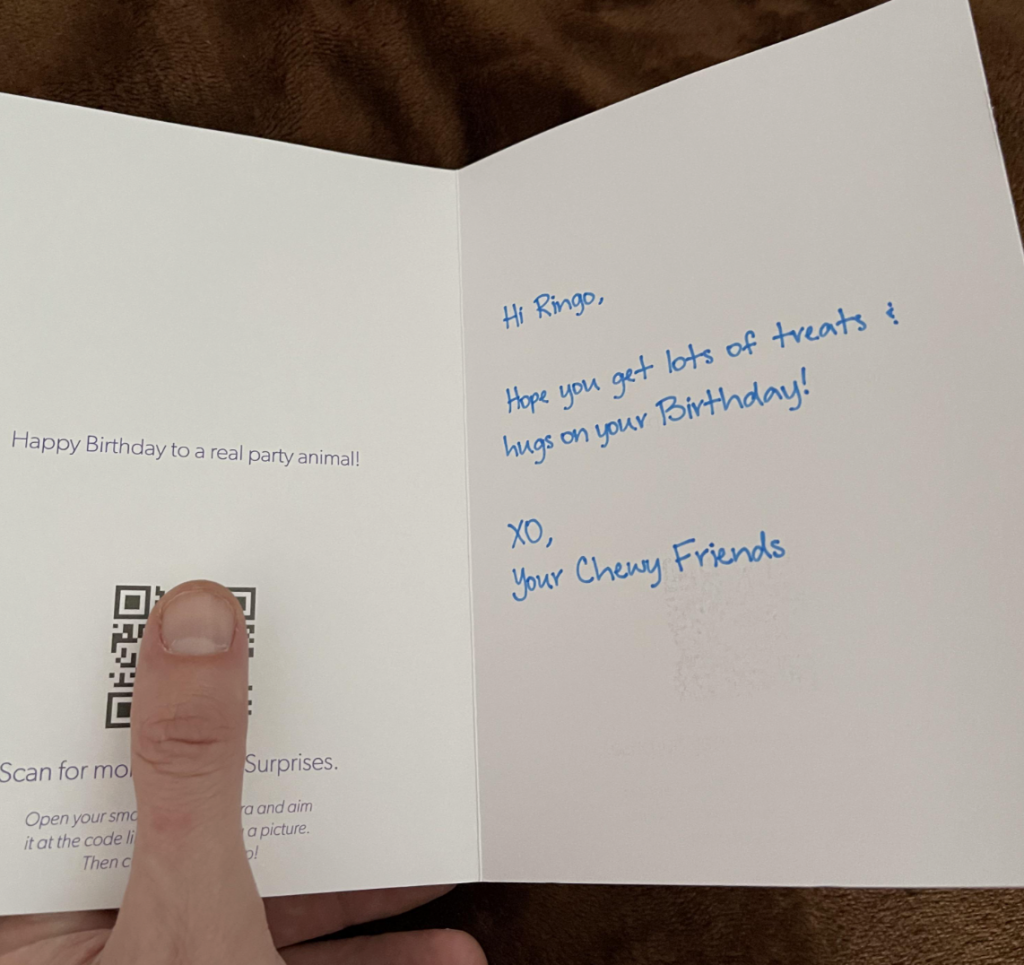 Happy Birthday to a real party animal!
Scan for Surprises.
Open your and aim
it at the code a picture.
Then
Hi Ringo,
Hope you get lots of treats &
hugs on your Birthday!
XO,
Your Chewy Friends